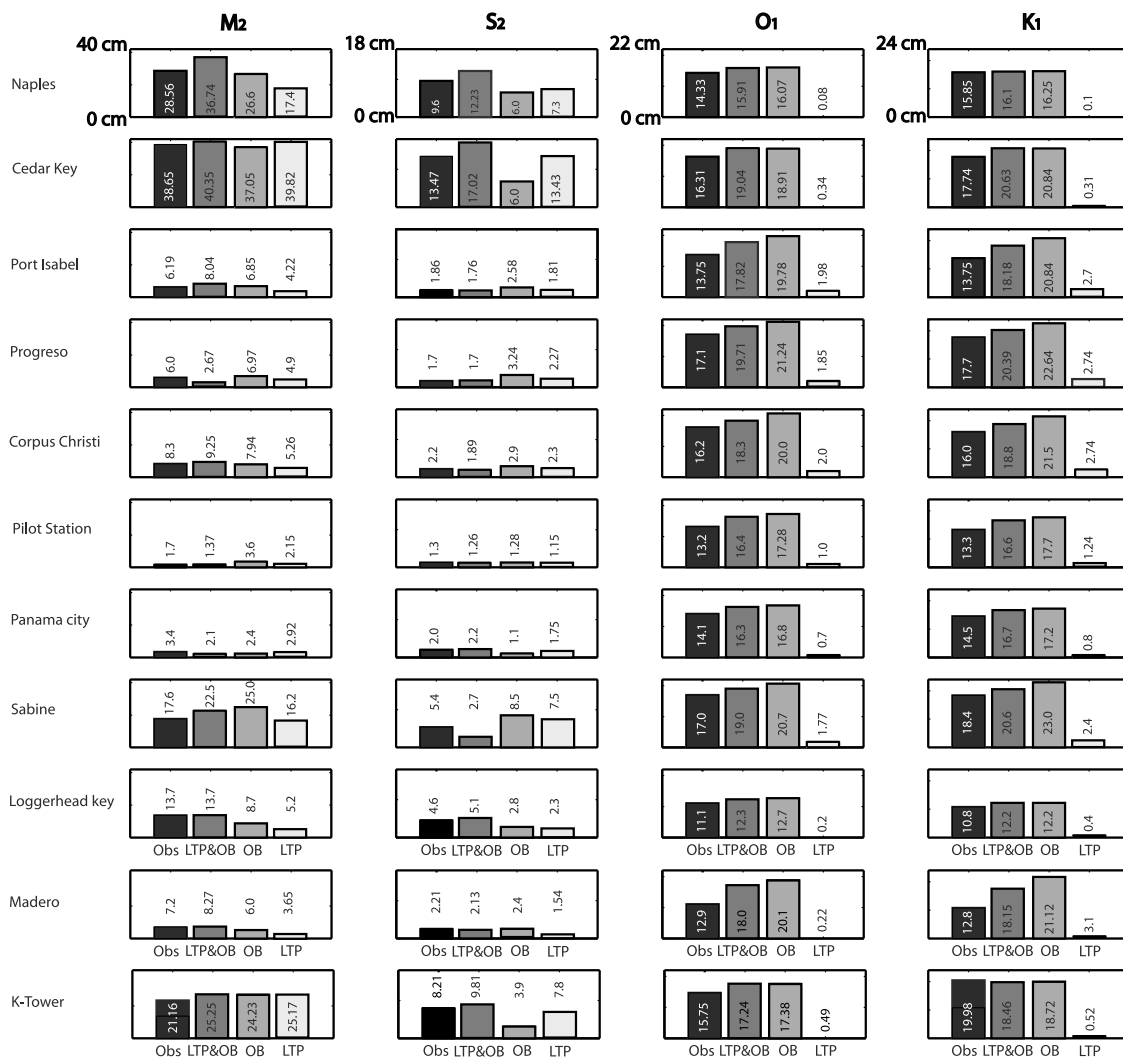 M2 S2 O1 K1
40 cm 18 cm 22 cm 24 cm
Naples 28.56 36.74 26.6 17.4 9.6 12.23 6.0 7.3 14.33 15.91 16.07 0.08 15.85 16.1 16.25 0.1
0 cm 0 cm 0 cm 0 cm
Cedar Key 38.65 40.35 37.05 39.82 13.47 17.02 6.0 13.43 16.31 19.04 18.91 0.34 17.74 20.63 20.84 0.31
Port Isabel 6.19 8.04 6.85 4.22 1.86 1.76 2.58 1.81 13.75 17.82 19.78 1.98 13.75 18.18 20.84 2.7
Progreso 6.0 2.67 6.97 4.9 1.7 1.7 3.24 2.27 17.1 19.71 21.24 1.85 17.7 20.39 22.64 2.74
Corpus Christi 8.3 9.25 7.94 5.26 2.2 1.89 2.9 2.3 16.2 18.3 20.0 2.0 16.0 18.8 21.5 2.74
Pilot Station 1.7 1.37 3.6 2.15 1.3 1.26 1.28 1.15 13.2 16.4 17.28 1.0 13.3 16.6 17.7 1.24
Panama city 3.4 2.1 2.4 2.92 2.0 2.2 1.1 1.75 14.1 16.3 16.8 0.7 14.5 16.7 17.2 0.8
Sabine 17.6 22.5 25.0 16.2 5.4 2.7 8.5 7.5 17.0 19.0 20.7 1.77 18.4 20.6 23.0 2.4
Loggerhead key 13.7 13.7 8.7 5.2 4.6 5.1 2.8 2.3 11.1 12.3 12.7 0.2 10.8 12.2 12.2 0.4
Obs LTP&OB OB LTP Obs LTP&OB OB LTP Obs LTP&OB OB LTP Obs LTP&OB OB LTP
Madero 7.2 8.27 6.0 3.65 2.21 2.13 2.4 1.54 12.9 18.0 20.1 0.22 12.8 18.15 21.12 3.1
Obs LTP&OB OB LTP Obs LTP&OB OB LTP Obs LTP&OB OB LTP Obs LTP&OB OB LTP
K-Tower 21.16 25.25 24.23 25.17 8.21 9.81 3.9 7.8 15.75 17.24 17.38 0.49 19.98 18.46 18.72 0.52
Obs LTP&OB OB LTP Obs LTP&OB OB LTP Obs LTP&OB OB LTP Obs LTP&OB OB LTP